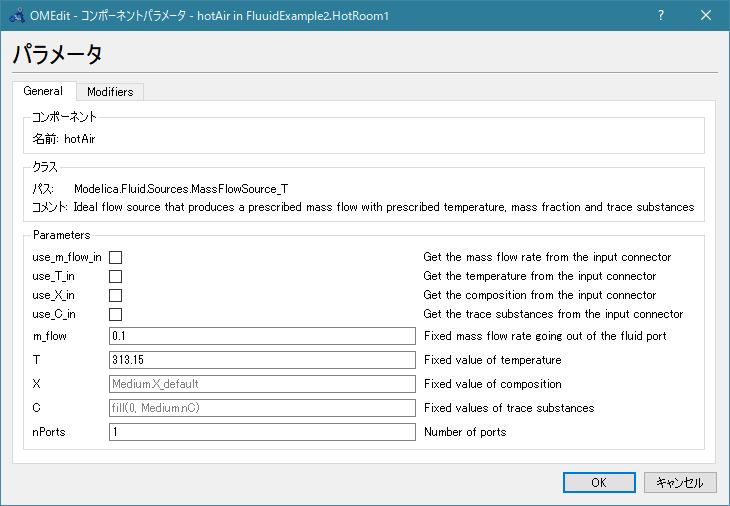 OMEdit - コンポーネントパラメータ - hotAir in FluuidExample2.HotRoom1
パラメータ
General Modifiers
コンポーネント
名前: hotAir
クラス
パス: Modelica.Fluid.Sources.MassFlowSource_T
コメント: Ideal flow source that produces a prescribed mass flow with prescribed temperature, mass fraction and trace substances
Parameters
use_m_flow_in Get the mass flow rate from the input connector
use_T_in Get the temperature from the input connector
use_X_in Get the composition from the input connector
use_C_in Get the trace substances from the input connector
m_flow 0.1 Fixed mass flow rate going out of the fluid port
T 313.15 Fixed value of temperature
X Medium.X_default Fixed value of composition
C fill(0, Medium.nC) Fixed values of trace substances
nPorts 1 Number of ports
OK キャンセル